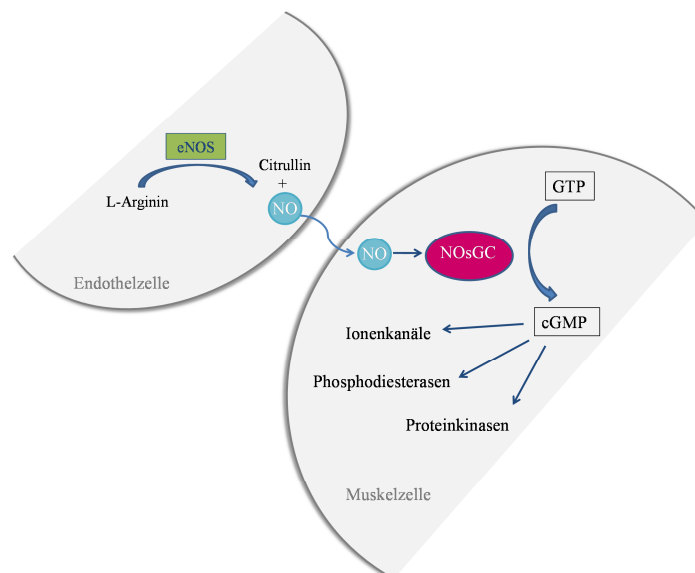 eNOS
Citrullin
+
L-Arginin
NO
Endothelzelle
GTP
NO
NOsGC
cGMP
Ionenkanäle
Phosphodiesterasen
Proteinkinasen
Muskelzelle